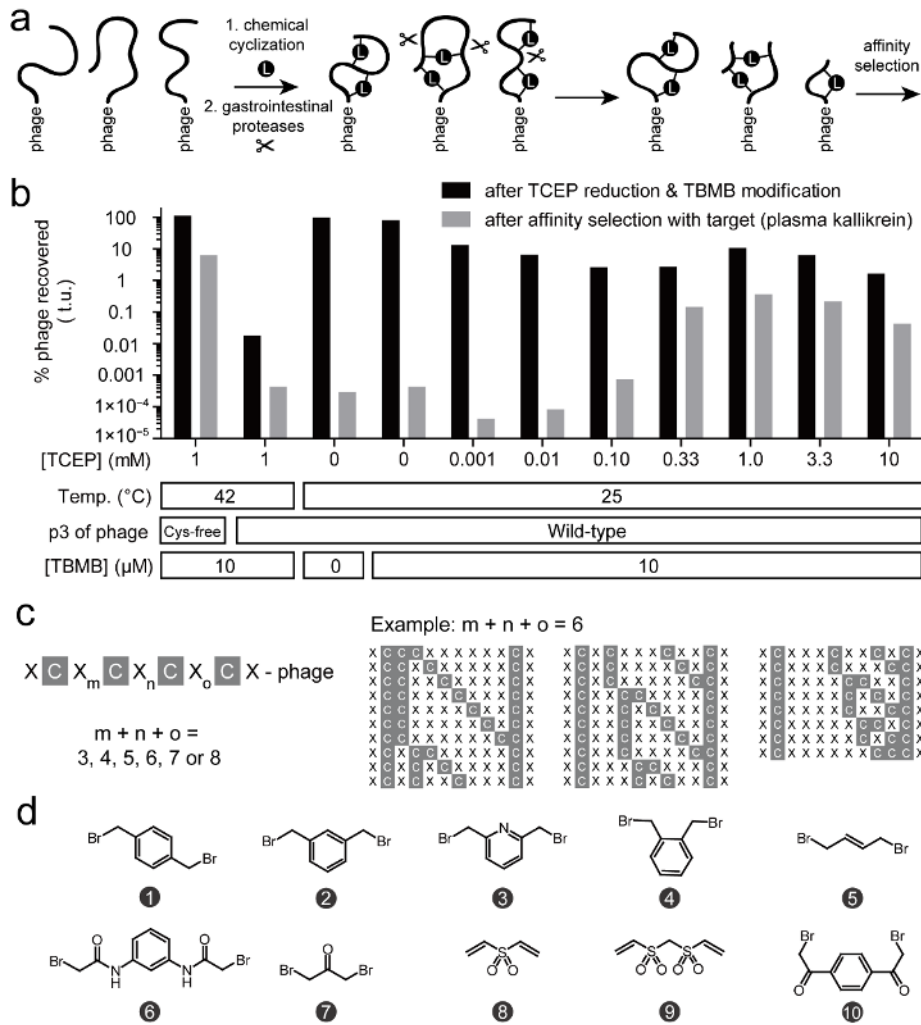 a
1. chemical
cyclization
L
2. gastrointestinal
proteases
phage
phage
phage
L
L
L
L
L
L
phage
phage
phage
L
L
L
L
L
phage
phage
phage
affinity
selection
b
after TCEP reduction & TBMB modification
after affinity selection with target (plasma kallikrein)
% phage recovered
( t.u.)
100
10
1
0.1
0.01
0.001
1×10⁻⁴
1×10⁻⁵
[TCEP] (mM) 1 1 0 0 0.001 0.01 0.10 0.33 1.0 3.3 10
Temp. (°C) 42 25
p3 of phage Cys-free Wild-type
[TBMB] (µM) 10 0 10
c
X C Xm C Xn C Xo C X - phage
m + n + o =
3, 4, 5, 6, 7 or 8
Example: m + n + o = 6
X C C C X X X X X X C X
X C C X C X X X X X C X
X C C X X C X X X X C X
X C C X X X C X X X C X
X C C X X X X C X X C X
X C C X X X X X C X C X
X C C X X X X X X C C X
X C X C C X X X X X C X
X C X C X C X X X X C X
X C X C X X C X X X C X
X C X C X X X C X X C X
X C X C X X X X C X C X
X C X C X X X X X C C X
X C X X C C X X X X C X
X C X X C X C X X X C X
X C X X C X X C X X C X
X C X X C X X X C X C X
X C X X C X X X X C C X
X C X X X C C X X X C X
X C X X X C X C X X C X
X C X X X C X X C X C X
X C X X X C X X X C C X
X C X X X X C C X X C X
X C X X X X C X C X C X
X C X X X X C X X C C X
X C X X X X X C C X C X
X C X X X X X C X C C X
X C X X X X X X C C C X
d
Br
Br
1
Br
Br
2
Br
N
Br
3
Br
Br
4
Br
Br
5
Br
O
N
H
N
H
O
Br
6
Br
O
Br
7
S
O
O
8
S
O
O
S
O
O
9
Br
O
Br
O
10